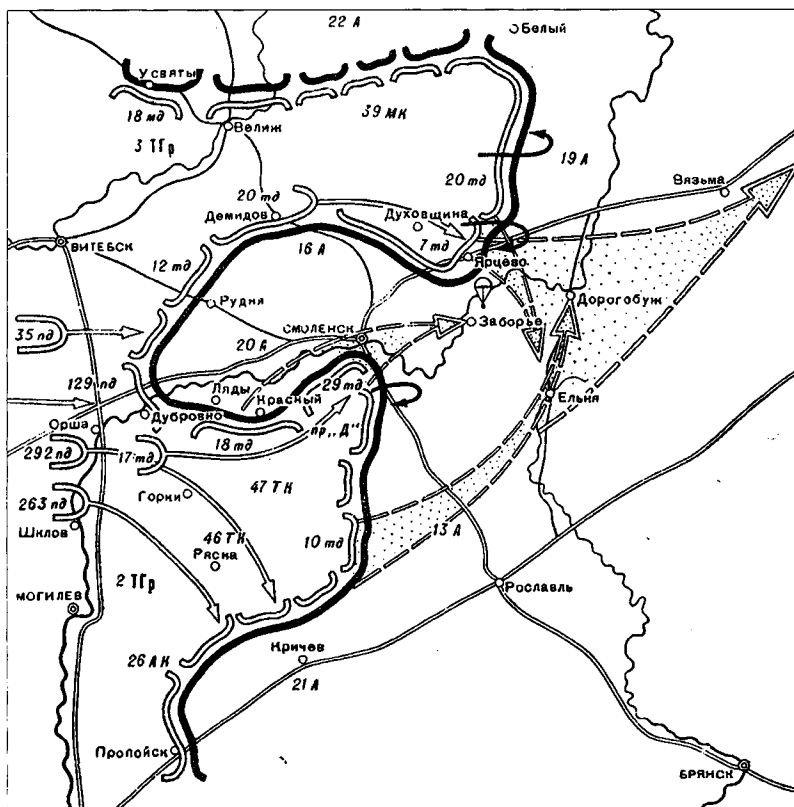 22 А
Белый
Усвяты
18 мд
39 МК
Велиж
3 ТГр
19 А
20 тд
Вязьма
20 тд
Демидов
Духовщина
7 тд
ВИТЕБСК
16 А
Ярцево
12 тд
Рудня
Дорогобуж
СМОЛЕНСК
Заборье
35 пд
20 А
129 пд
Ляды
29 тд
Красный
Ельня
Дубровно
Орша
пр „Д“
18 тд
292 пд
17 тд
47 ТК
Горки
263 пд
Шклов
46 ТК
10 тд
13 А
Ряска
2 ТГр
Рославль
МОГИЛЕВ
Кричев
26 АК
21 А
Пропойск
БРЯНСК